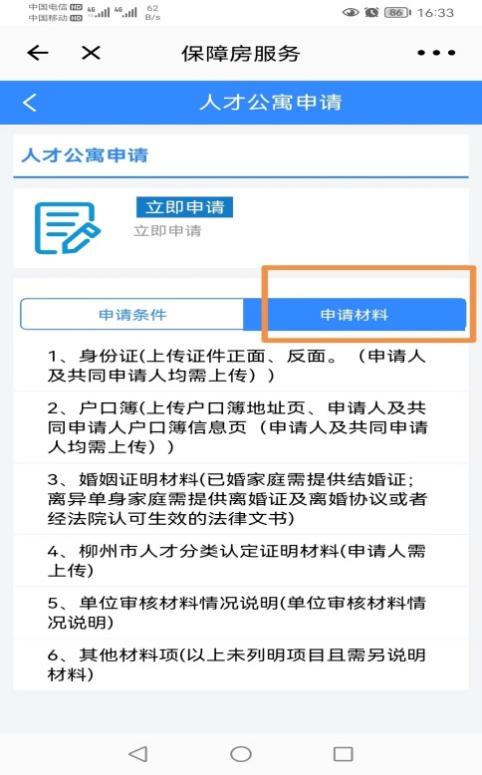 中国电信 HD 4G 4G 62
中国移动 HD B/s 86 16:33
保障房服务
人才公寓申请
人才公寓申请
立即申请
立即申请
申请条件 申请材料
1、身份证(上传证件正面、反面。（申请人
及共同申请人均需上传））
2、户口簿(上传户口簿地址页、申请人及共
同申请人户口簿信息页（申请人及共同申请
人均需上传））
3、婚姻证明材料(已婚家庭需提供结婚证；
离异单身家庭需提供离婚证及离婚协议或者
经法院认可生效的法律文书)
4、柳州市人才分类认定证明材料(申请人需
上传)
5、单位审核材料情况说明(单位审核材料情
况说明)
6、其他材料项(以上未列明项目且需另说明
材料)